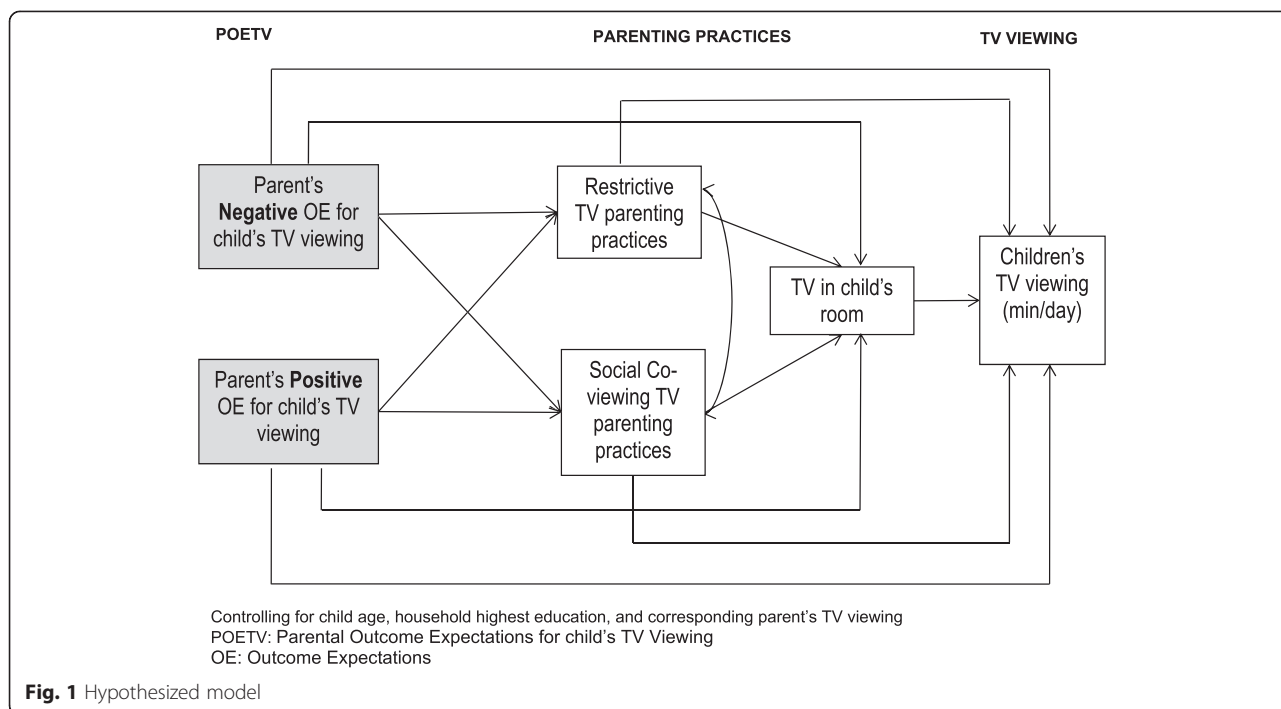 POETV
PARENTING PRACTICES
TV VIEWING
Parent's
Negative OE for
child's TV viewing
Restrictive
TV parenting
practices
Children's
TV viewing
(min/day)
TV in child's
room
Parent's Positive
OE for child's TV
viewing
Social Co-
viewing TV
parenting
practices
Controlling for child age, household highest education, and corresponding parent's TV viewing
POETV: Parental Outcome Expectations for child's TV Viewing
OE: Outcome Expectations
Fig. 1 Hypothesized model